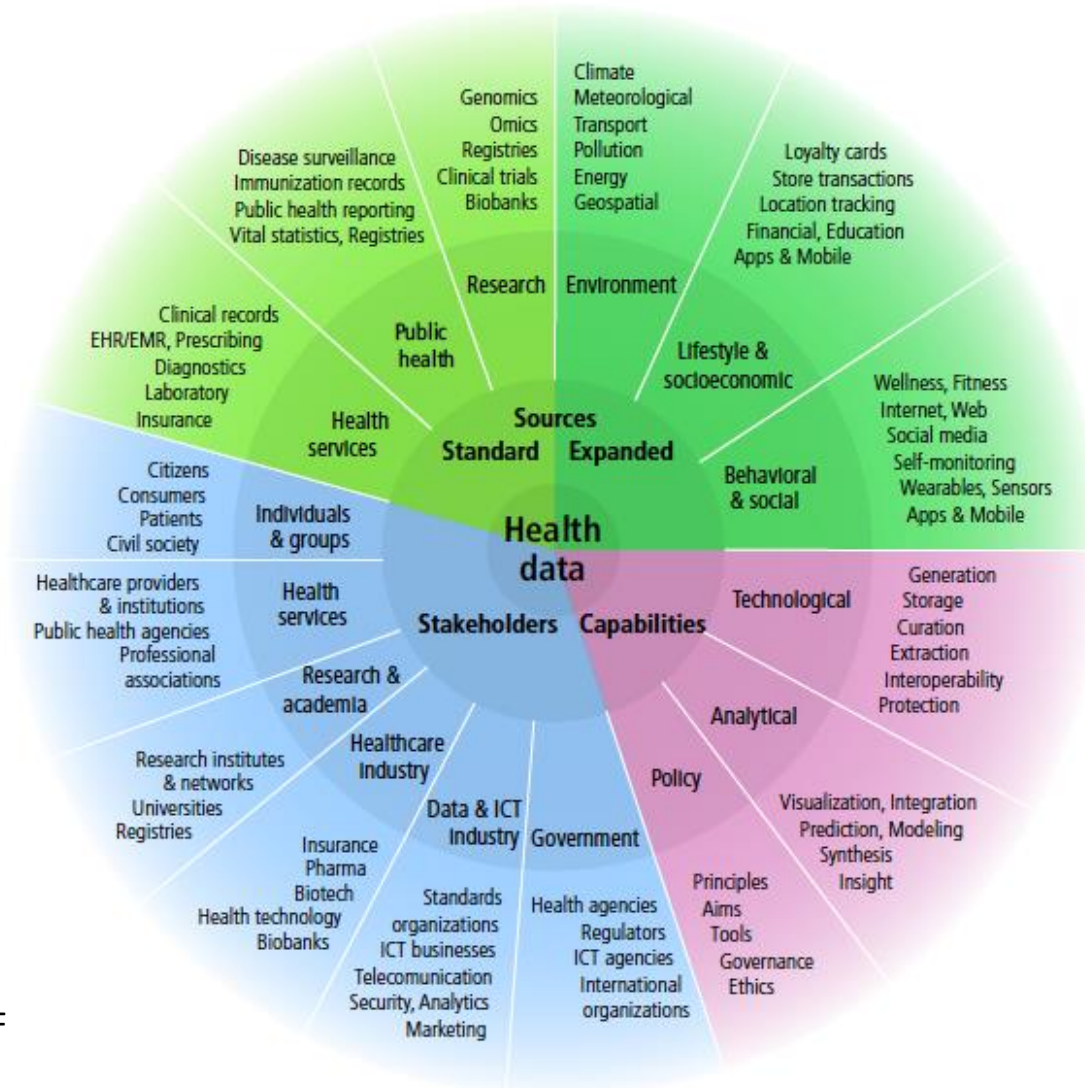 Health
data
Sources
Standard
Expanded
Stakeholders
Capabilities
Research
Genomics
Omics
Registries
Clinical trials
Biobanks
Public
health
Disease surveillance
Immunization records
Public health reporting
Vital statistics, Registries
Health
services
Clinical records
EHR/EMR, Prescribing
Diagnostics
Laboratory
Insurance
Environment
Climate
Meteorological
Transport
Pollution
Energy
Geospatial
Lifestyle &
socioeconomic
Loyalty cards
Store transactions
Location tracking
Financial, Education
Apps & Mobile
Behavioral
& social
Wellness, Fitness
Internet, Web
Social media
Self-monitoring
Wearables, Sensors
Apps & Mobile
Technological
Generation
Storage
Curation
Extraction
Interoperability
Protection
Analytical
Visualization, Integration
Prediction, Modeling
Synthesis
Insight
Policy
Principles
Aims
Tools
Governance
Ethics
Government
Health agencies
Regulators
ICT agencies
International
organizations
Data & ICT
industry
Standards
organizations
ICT businesses
Telecomunication
Security, Analytics
Marketing
Healthcare
industry
Insurance
Pharma
Biotech
Health technology
Biobanks
Research &
academia
Research institutes
& networks
Universities
Registries
Health
services
Healthcare providers
& institutions
Public health agencies
Professional
associations
Individuals
& groups
Citizens
Consumers
Patients
Civil society